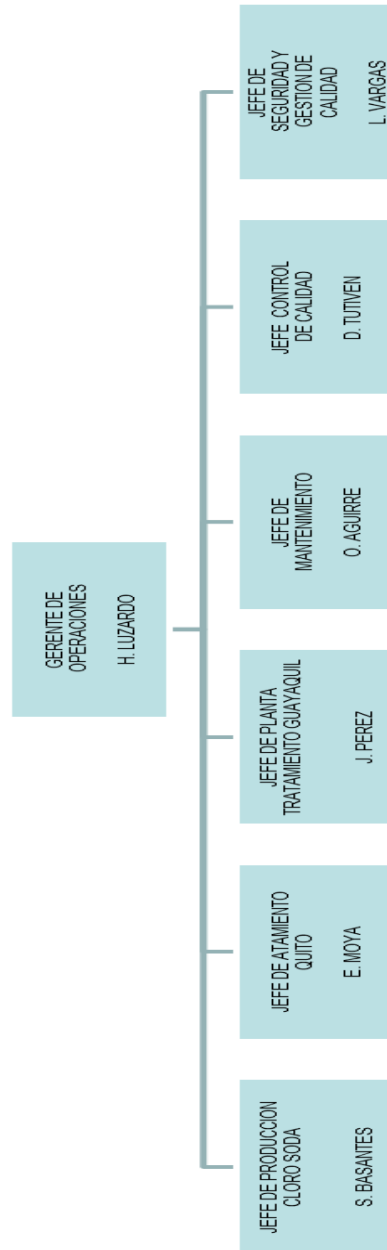 GERENTE DE
OPERACIONES
H. LUZARDO
JEFE DE PRODUCCION
CLORO SODA
S. BASANTES
JEFE DE ATAMIENTO
QUITO
E. MOYA
JEFE DE PLANTA
TRATAMIENTO GUAYAQUIL
J. PEREZ
JEFE DE
MANTENIMIENTO
O. AGUIRRE
JEFE CONTROL
DE CALIDAD
D. TUTIVEN
JEFE DE
SEGURIDAD Y
GESTION DE
CALIDAD
L. VARGAS